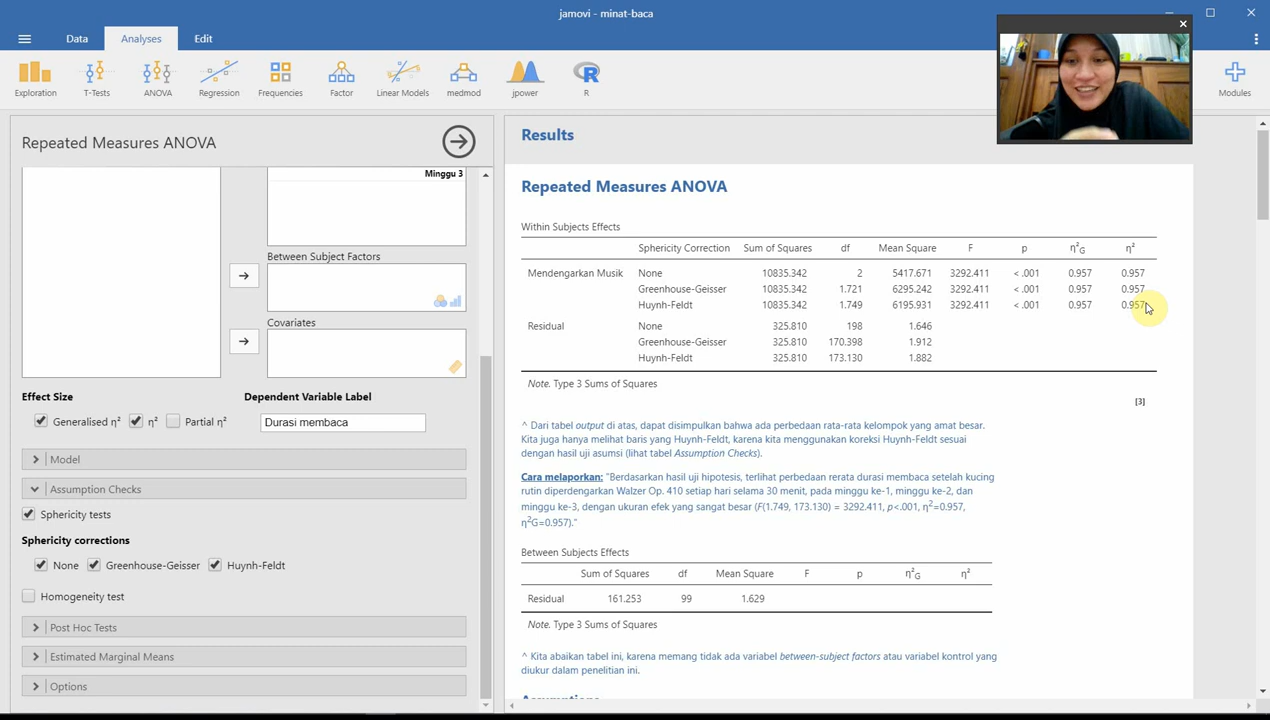 jamovi - minat-baca
Data Analyses Edit
Exploration T-Tests ANOVA Regression Frequencies Factor Linear Models medmod jpower R Modules
Repeated Measures ANOVA
Minggu 3
Between Subject Factors
Covariates
Effect Size
Generalised η² η² Partial η²
Dependent Variable Label
Durasi membaca
Model
Assumption Checks
Sphericity tests
Sphericity corrections
None Greenhouse-Geisser Huynh-Feldt
Homogeneity test
Post Hoc Tests
Estimated Marginal Means
Options
Results
Repeated Measures ANOVA
Within Subjects Effects
Sphericity Correction Sum of Squares df Mean Square F p η²G η²
Mendengarkan Musik None 10835.342 2 5417.671 3292.411 < .001 0.957 0.957
Greenhouse-Geisser 10835.342 1.721 6295.242 3292.411 < .001 0.957 0.957
Huynh-Feldt 10835.342 1.749 6195.931 3292.411 < .001 0.957 0.957
Residual None 325.810 198 1.646
Greenhouse-Geisser 325.810 170.398 1.912
Huynh-Feldt 325.810 173.130 1.882
Note. Type 3 Sums of Squares
[3]
^ Dari tabel output di atas, dapat disimpulkan bahwa ada perbedaan rata-rata kelompok yang amat besar.
Kita juga hanya melihat baris yang Huynh-Feldt, karena kita menggunakan koreksi Huynh-Feldt sesuai
dengan hasil uji asumsi (lihat tabel Assumption Checks).
Cara melaporkan: "Berdasarkan hasil uji hipotesis, terlihat perbedaan rerata durasi membaca setelah kucing
rutin diperdengarkan Walzer Op. 410 setiap hari selama 30 menit, pada minggu ke-1, minggu ke-2, dan
minggu ke-3, dengan ukuran efek yang sangat besar (F(1.749, 173.130) = 3292.411, p<.001, η²=0.957,
η²G=0.957)."
Between Subjects Effects
Sum of Squares df Mean Square F p η²G η²
Residual 161.253 99 1.629
Note. Type 3 Sums of Squares
^ Kita abaikan tabel ini, karena memang tidak ada variabel between-subject factors atau variabel kontrol yang
diukur dalam penelitian ini.
Assumptions